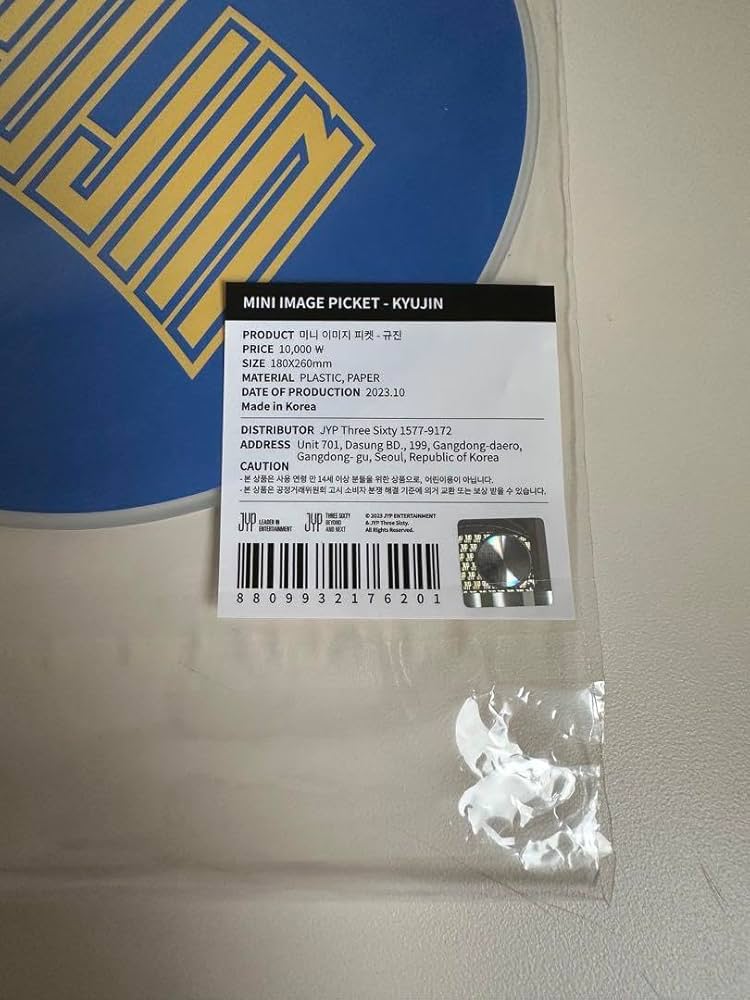 UJIN
MINI IMAGE PICKET - KYUJIN
PRODUCT 미니 이미지 피켓 - 규진
PRICE 10,000 ₩
SIZE 180X260mm
MATERIAL PLASTIC, PAPER
DATE OF PRODUCTION 2023.10
Made in Korea
DISTRIBUTOR JYP Three Sixty 1577-9172
ADDRESS Unit 701, Dasung BD., 199, Gangdong-daero,
Gangdong- gu, Seoul, Republic of Korea
CAUTION
- 본 상품은 사용 연령 만 14세 이상 분들을 위한 상품으로, 어린이용이 아닙니다.
- 본 상품은 공정거래위원회 고시 소비자 분쟁 해결 기준에 의거 교환 또는 보상 받을 수 있습니다.
JYP LEADER IN
ENTERTAINMENT
JYP THREE SIXTY
BEYOND
AND NEXT
© 2023 JYP ENTERTAINMENT
& JYP Three Sixty.
All Rights Reserved.
8809932176201